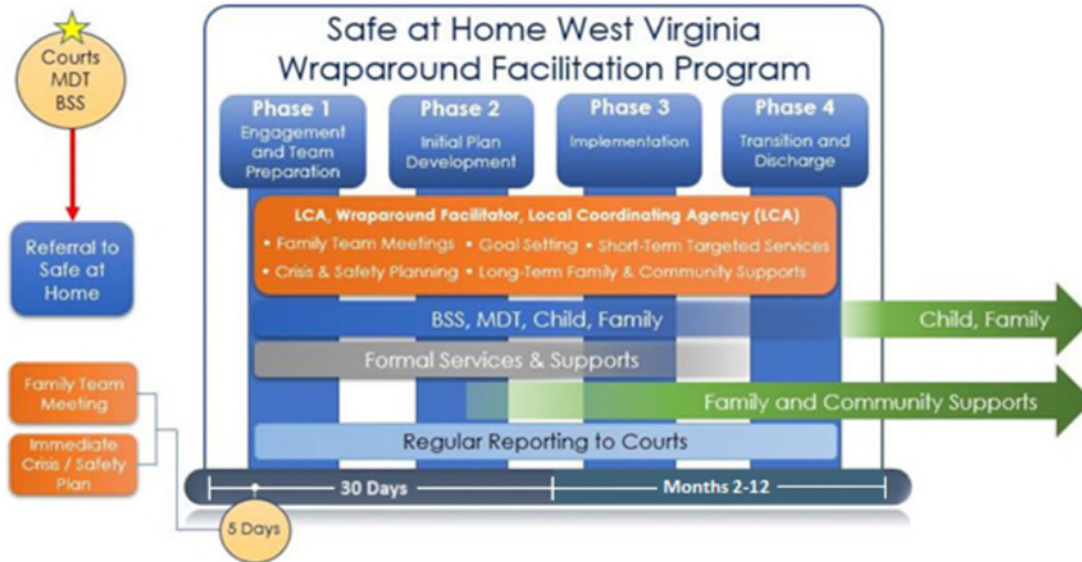 Courts
MDT
BSS
Referral to
Safe at
Home
Family Team
Meeting
Immediate
Crisis / Safety
Plan
5 Days
Safe at Home West Virginia
Wraparound Facilitation Program
Phase 1
Engagement
and Team
Preparation
Phase 2
Initial Plan
Development
Phase 3
Implementation
Phase 4
Transition and
Discharge
LCA, Wraparound Facilitator, Local Coordinating Agency (LCA)
• Family Team Meetings • Goal Setting • Short-Term Targeted Services
• Crisis & Safety Planning • Long-Term Family & Community Supports
BSS, MDT, Child, Family
Child, Family
Formal Services & Supports
Family and Community Supports
Regular Reporting to Courts
30 Days
Months 2-12